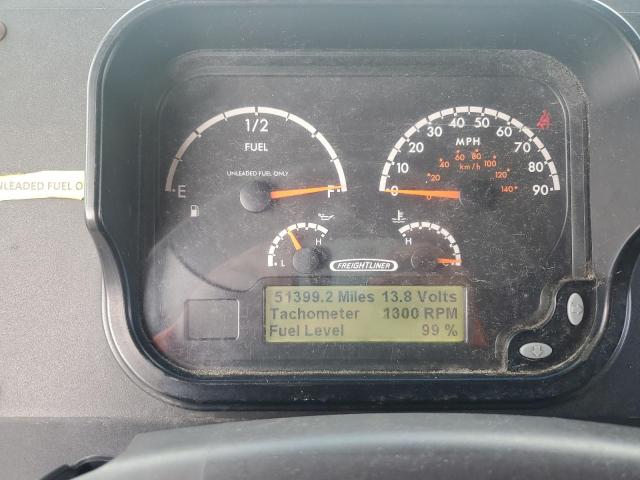 1/2
FUEL
UNLEADED FUEL ONLY
E F
10 20 30 40 50 60 70 80 90
0
MPH
km/h
0 20 40 60 80 100 120 140
L H
H
FREIGHTLINER
51399.2 Miles 13.8 Volts
Tachometer 1300 RPM
Fuel Level 99 %
NLEADED FUEL O